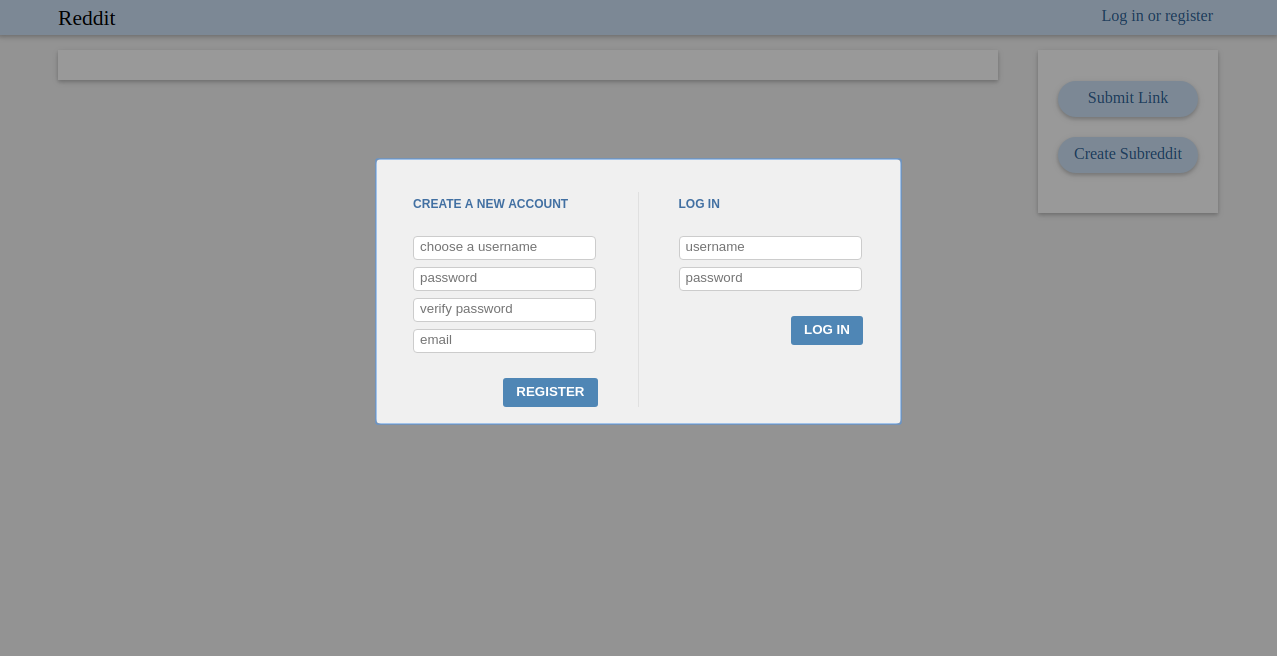 Reddit
Log in or register
Submit Link
Create Subreddit
CREATE A NEW ACCOUNT
choose a username
password
verify password
email
REGISTER
LOG IN
username
password
LOG IN